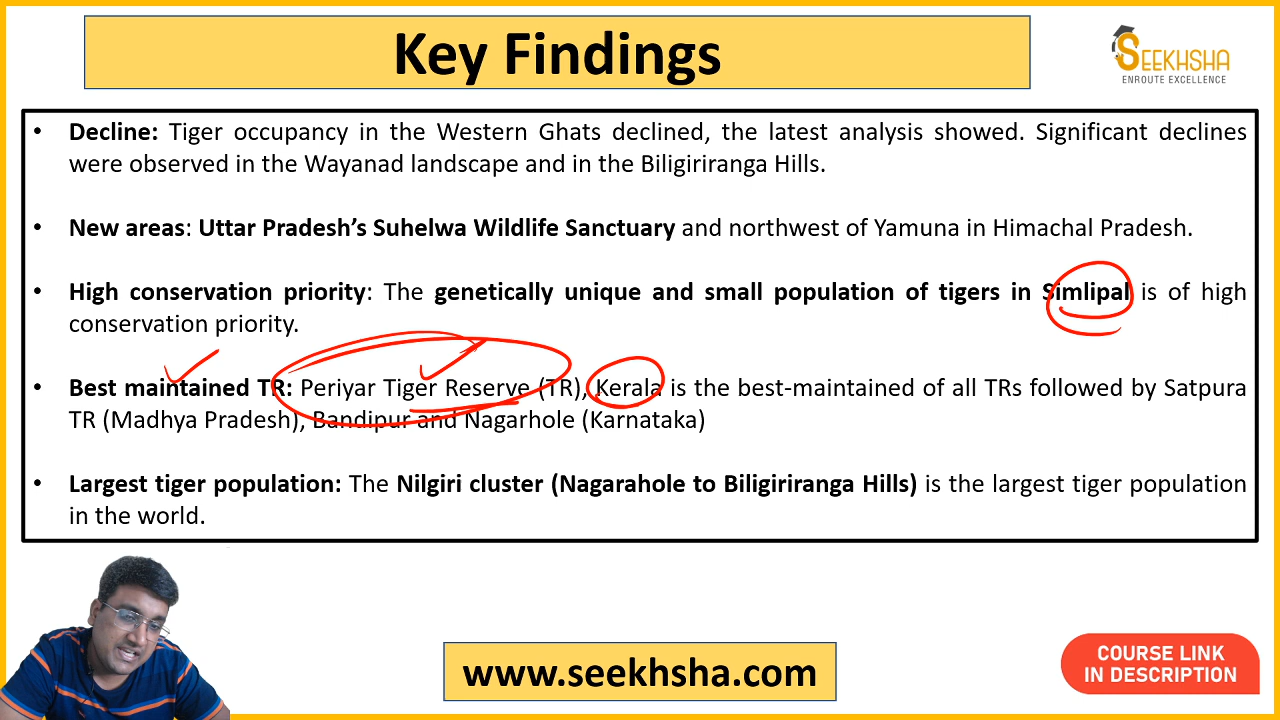 Key Findings
SEEKHSHA
ENROUTE EXCELLENCE
• Decline: Tiger occupancy in the Western Ghats declined, the latest analysis showed. Significant declines
were observed in the Wayanad landscape and in the Biligiriranga Hills.
• New areas: Uttar Pradesh’s Suhelwa Wildlife Sanctuary and northwest of Yamuna in Himachal Pradesh.
• High conservation priority: The genetically unique and small population of tigers in Simlipal is of high
conservation priority.
• Best maintained TR: Periyar Tiger Reserve (TR), Kerala is the best-maintained of all TRs followed by Satpura
TR (Madhya Pradesh), Bandipur and Nagarhole (Karnataka)
• Largest tiger population: The Nilgiri cluster (Nagarahole to Biligiriranga Hills) is the largest tiger population
in the world.
www.seekhsha.com
COURSE LINK
IN DESCRIPTION